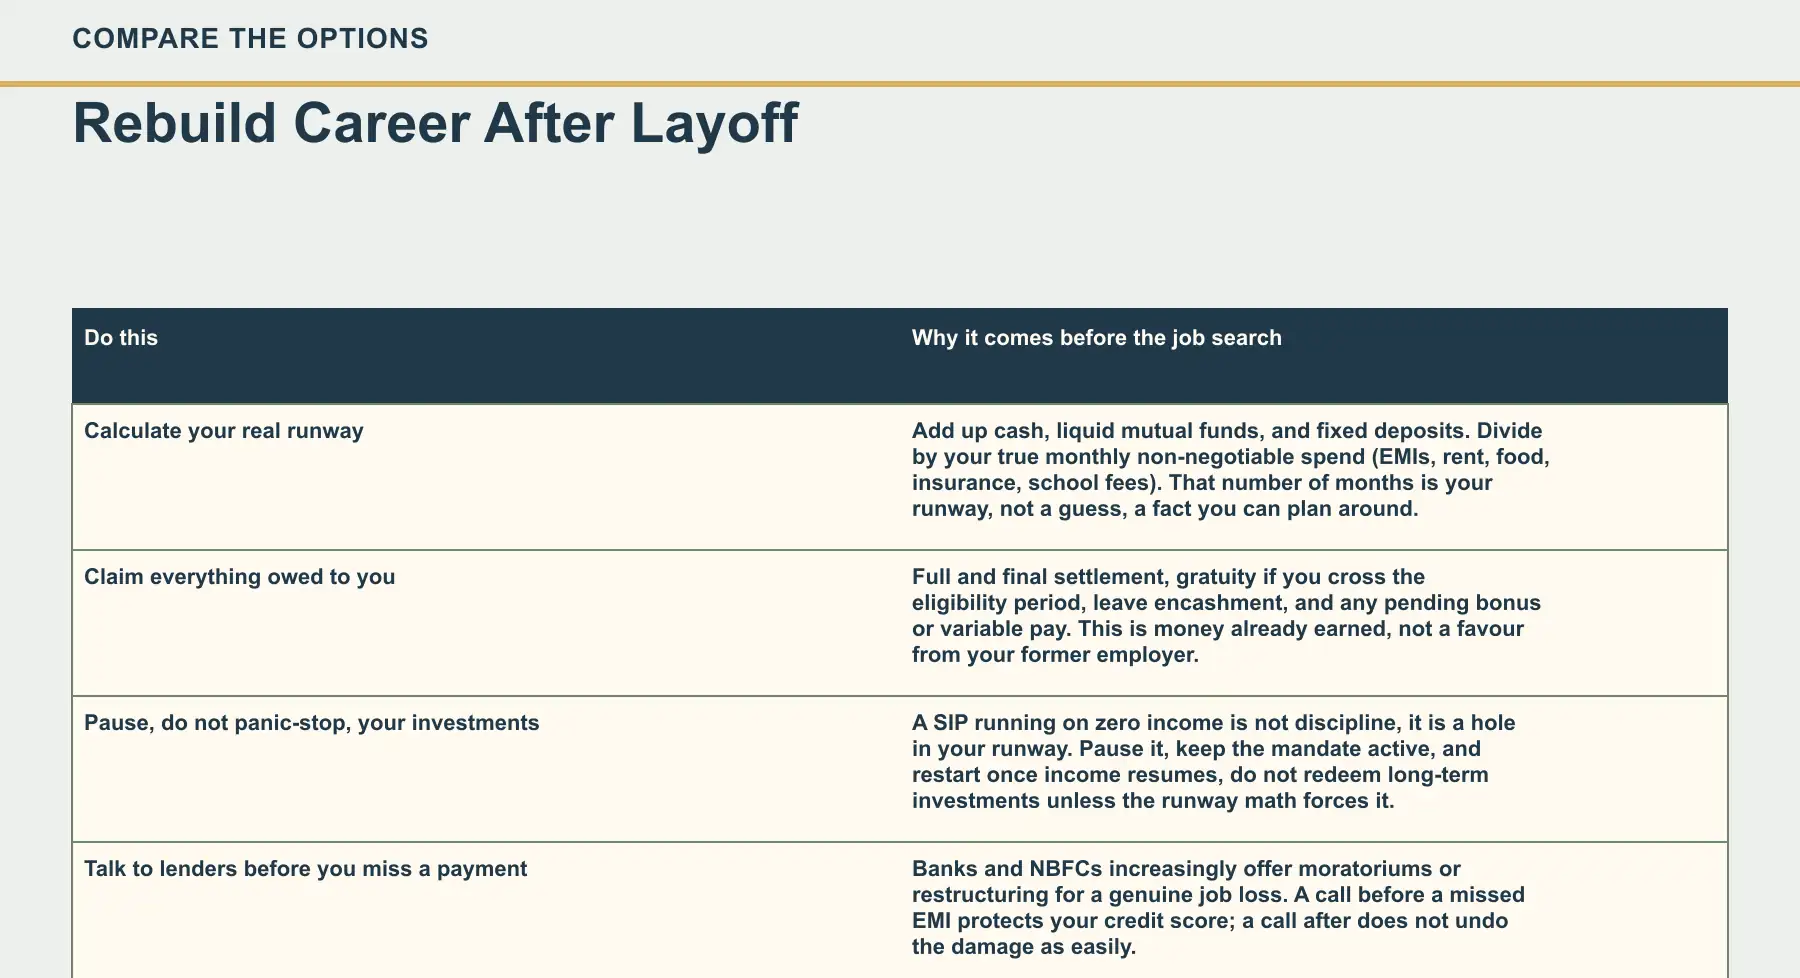 COMPARE THE OPTIONS
Rebuild Career After Layoff
Do this
Why it comes before the job search
Calculate your real runway
Add up cash, liquid mutual funds, and fixed deposits. Divide
by your true monthly non-negotiable spend (EMIs, rent, food,
insurance, school fees). That number of months is your
runway, not a guess, a fact you can plan around.
Claim everything owed to you
Full and final settlement, gratuity if you cross the
eligibility period, leave encashment, and any pending bonus
or variable pay. This is money already earned, not a favour
from your former employer.
Pause, do not panic-stop, your investments
A SIP running on zero income is not discipline, it is a hole
in your runway. Pause it, keep the mandate active, and
restart once income resumes, do not redeem long-term
investments unless the runway math forces it.
Talk to lenders before you miss a payment
Banks and NBFCs increasingly offer moratoriums or
restructuring for a genuine job loss. A call before a missed
EMI protects your credit score; a call after does not undo
the damage as easily.